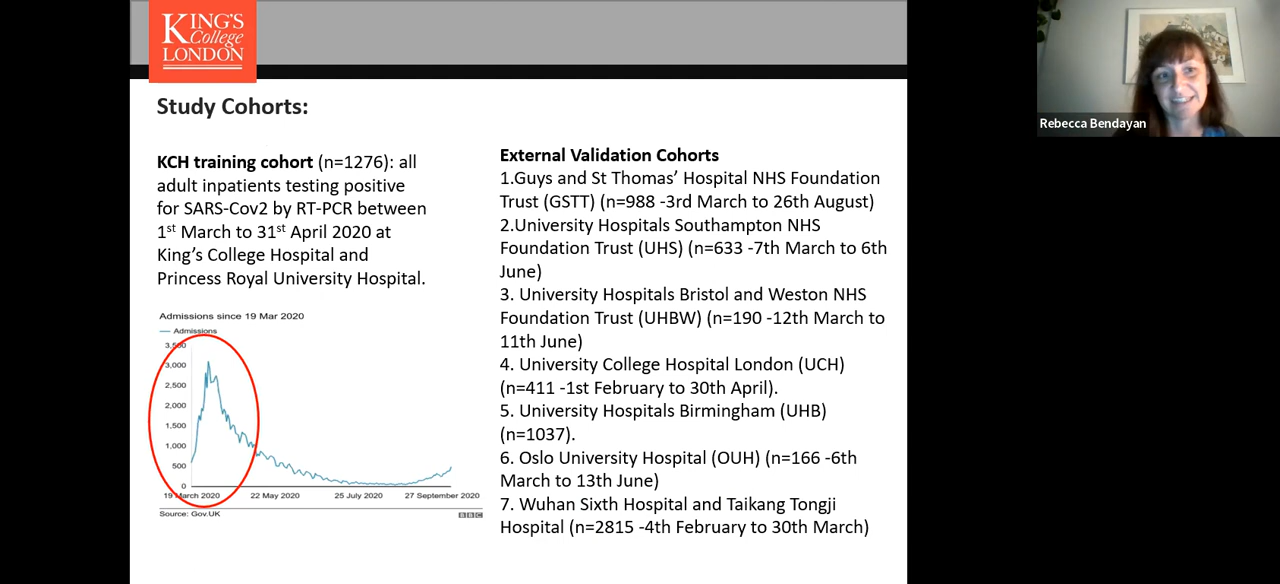 KING'S
College
LONDON
Rebecca Bendayan
Study Cohorts:
KCH training cohort (n=1276): all
adult inpatients testing positive
for SARS-Cov2 by RT-PCR between
1st March to 31st April 2020 at
King's College Hospital and
Princess Royal University Hospital.
Admissions since 19 Mar 2020
Admissions
3,500
3,000
2,500
2,000
1,500
1,000
500
0
19 March 2020 22 May 2020 25 July 2020 27 September 2020
Source: Gov.UK
BBC
External Validation Cohorts
1.Guys and St Thomas’ Hospital NHS Foundation
Trust (GSTT) (n=988 -3rd March to 26th August)
2.University Hospitals Southampton NHS
Foundation Trust (UHS) (n=633 -7th March to 6th
June)
3. University Hospitals Bristol and Weston NHS
Foundation Trust (UHBW) (n=190 -12th March to
11th June)
4. University College Hospital London (UCH)
(n=411 -1st February to 30th April).
5. University Hospitals Birmingham (UHB)
(n=1037).
6. Oslo University Hospital (OUH) (n=166 -6th
March to 13th June)
7. Wuhan Sixth Hospital and Taikang Tongji
Hospital (n=2815 -4th February to 30th March)